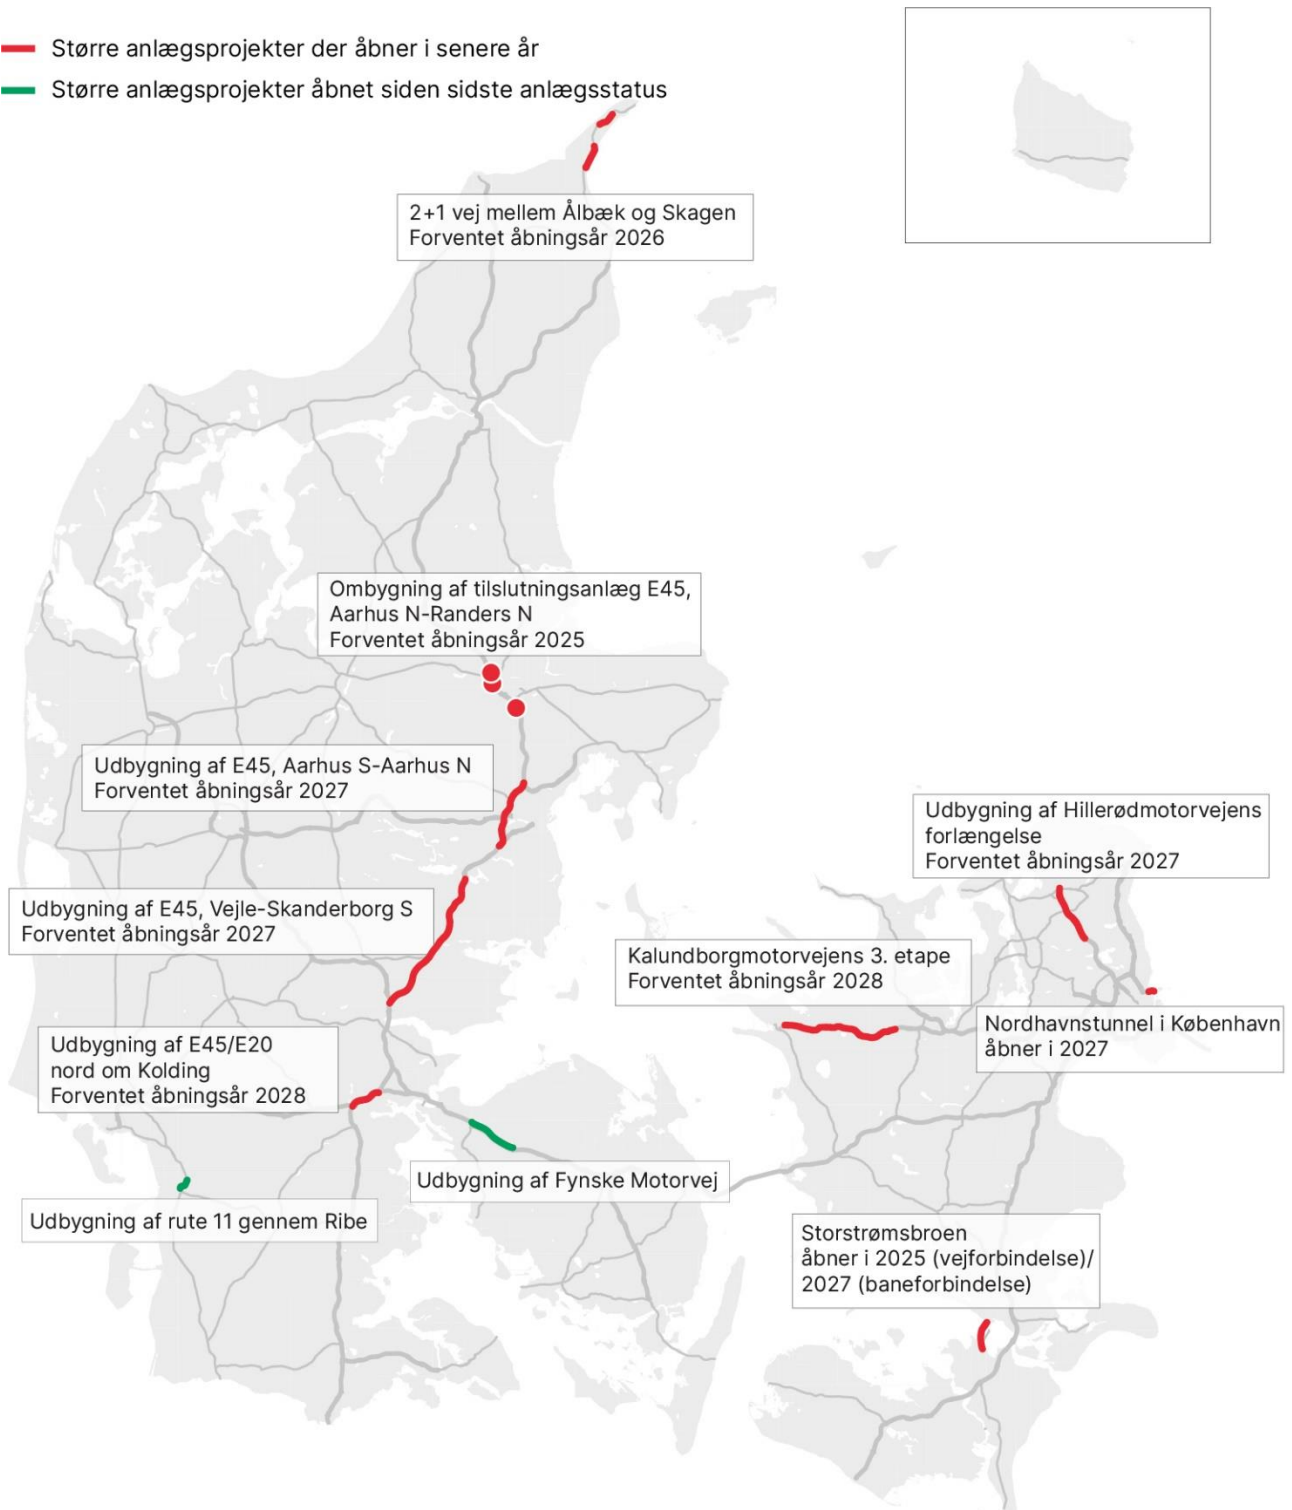 Større anlægsprojekter der åbner i senere år
Større anlægsprojekter åbnet siden sidste anlægsstatus
2+1 vej mellem Ålbæk og Skagen
Forventet åbningsår 2026
Ombygning af tilslutningsanlæg E45,
Aarhus N-Randers N
Forventet åbningsår 2025
Udbygning af E45, Aarhus S-Aarhus N
Forventet åbningsår 2027
Udbygning af Hillerødmotorvejens
forlængelse
Forventet åbningsår 2027
Udbygning af E45, Vejle-Skanderborg S
Forventet åbningsår 2027
Kalundborgmotorvejens 3. etape
Forventet åbningsår 2028
Nordhavnstunnel i København
åbner i 2027
Udbygning af E45/E20
nord om Kolding
Forventet åbningsår 2028
Udbygning af Fynske Motorvej
Udbygning af rute 11 gennem Ribe
Storstrømsbroen
åbner i 2025 (vejforbindelse)/
2027 (baneforbindelse)